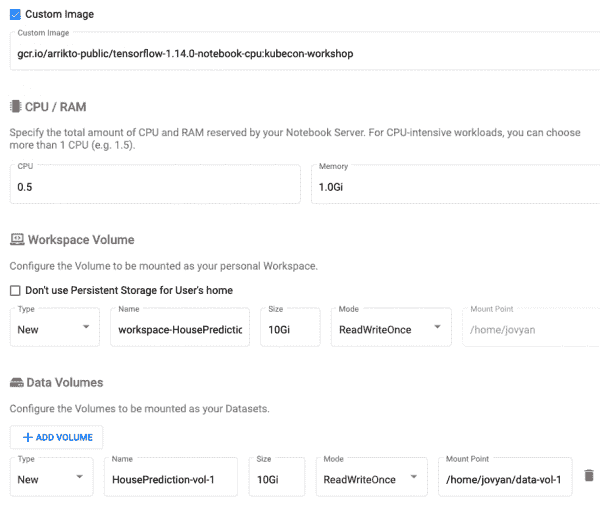 Custom Image
Custom Image
gcr.io/arrikto-public/tensorflow-1.14.0-notebook-cpu:kubecon-workshop
CPU / RAM
Specify the total amount of CPU and RAM reserved by your Notebook Server. For CPU-intensive workloads, you can choose
more than 1 CPU (e.g. 1.5).
CPU Memory
0.5 1.0Gi
Workspace Volume
Configure the Volume to be mounted as your personal Workspace.
Don't use Persistent Storage for User's home
Type Name Size Mode Mount Point
New workspace-HousePredictic 10Gi ReadWriteOnce /home/jovyan
Data Volumes
Configure the Volumes to be mounted as your Datasets.
+ ADD VOLUME
Type Name Size Mode Mount Point
New HousePrediction-vol-1 10Gi ReadWriteOnce /home/jovyan/data-vol-1